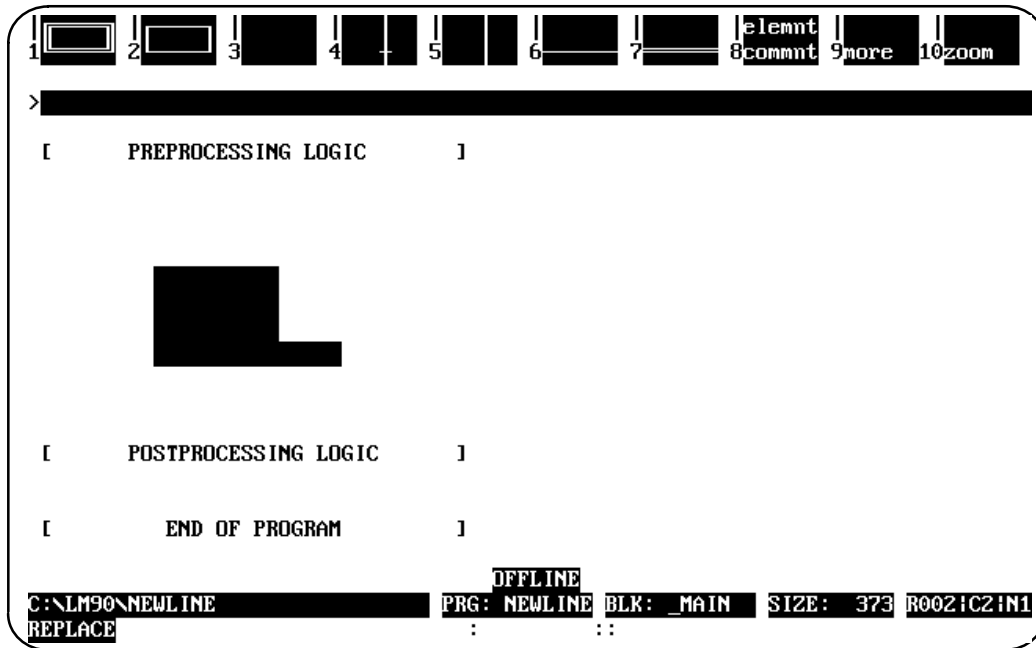 elemnt
1 2 3 4 5 6 7 8commnt 9more 10zoom
>
[ PREPROCESSING LOGIC ]
[ POSTPROCESSING LOGIC ]
[ END OF PROGRAM ]
OFFLINE
C:\LM90\NEWLINE PRG: NEWLINE BLK: _MAIN SIZE: 373 R002|C2|N1
REPLACE : ::